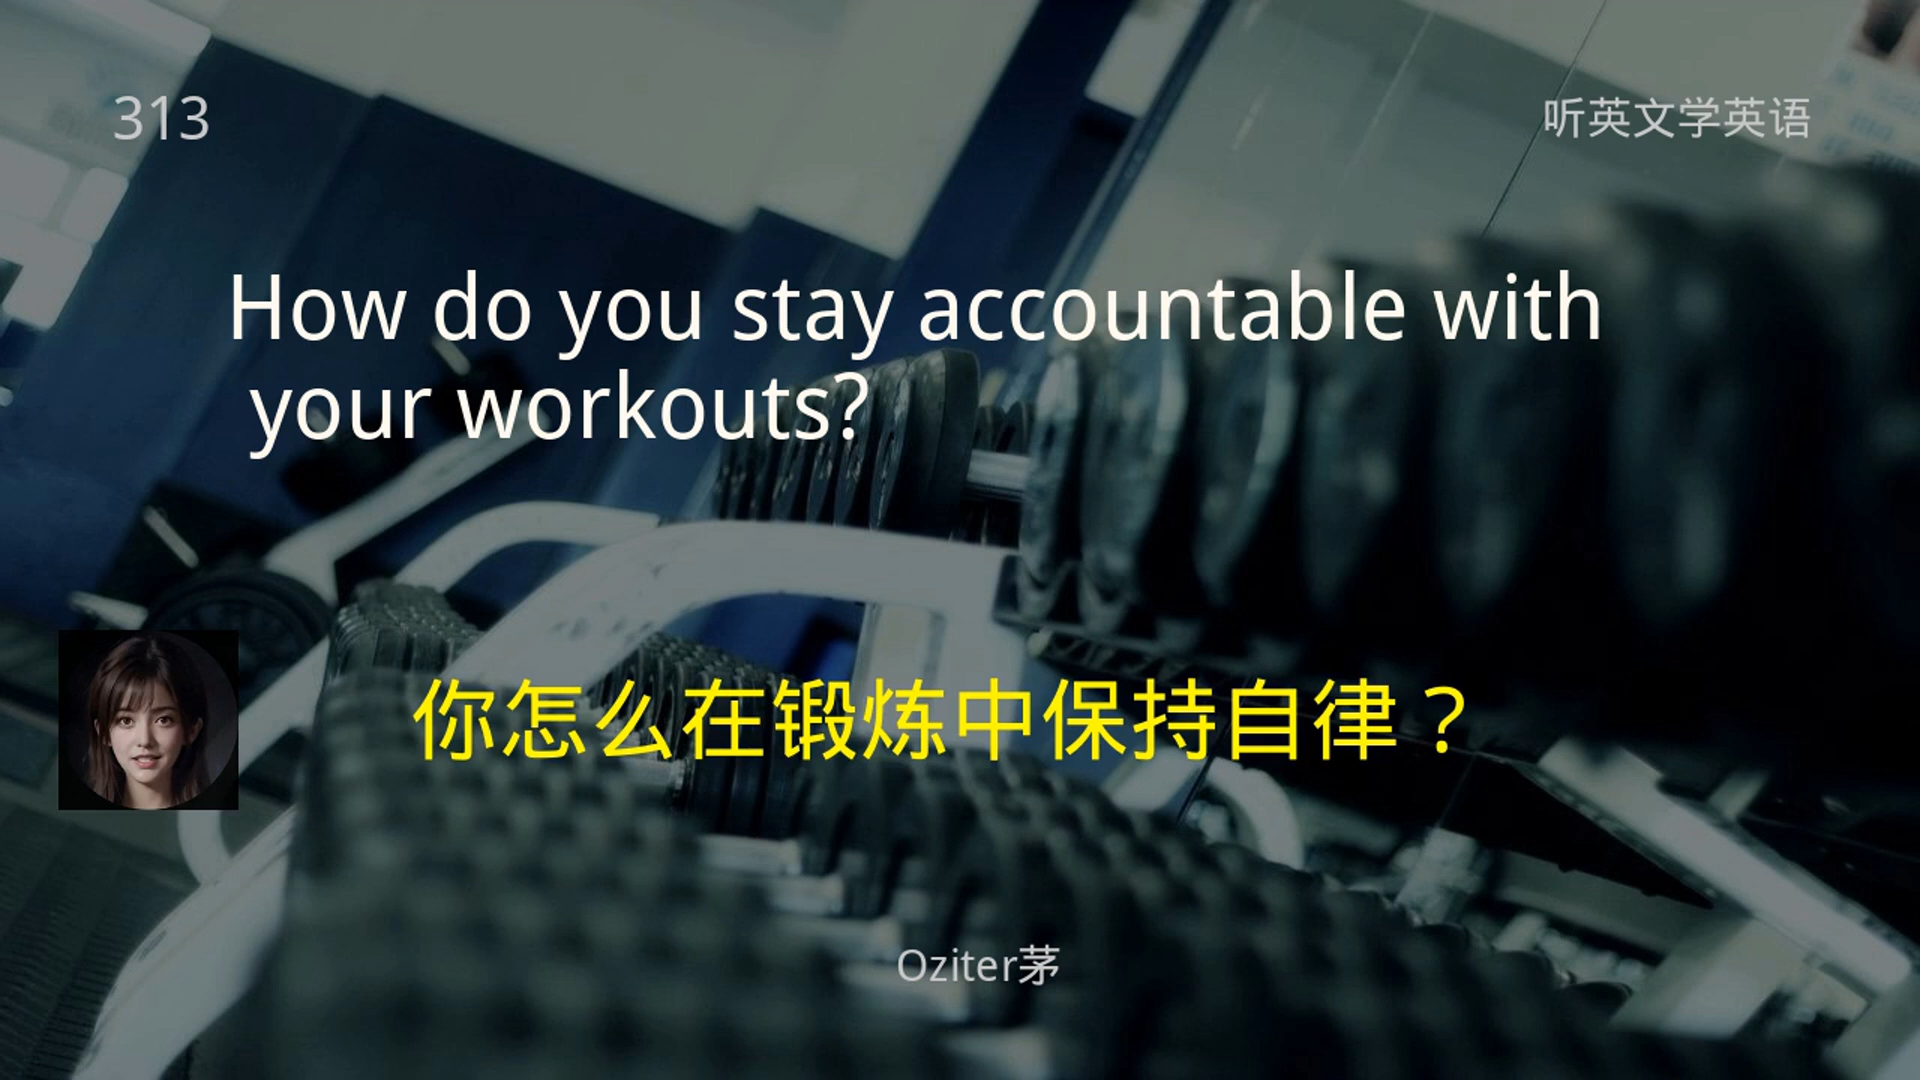 313
听英文学英语
How do you stay accountable with
your workouts?
你怎么在锻炼中保持自律？
Oziter茅